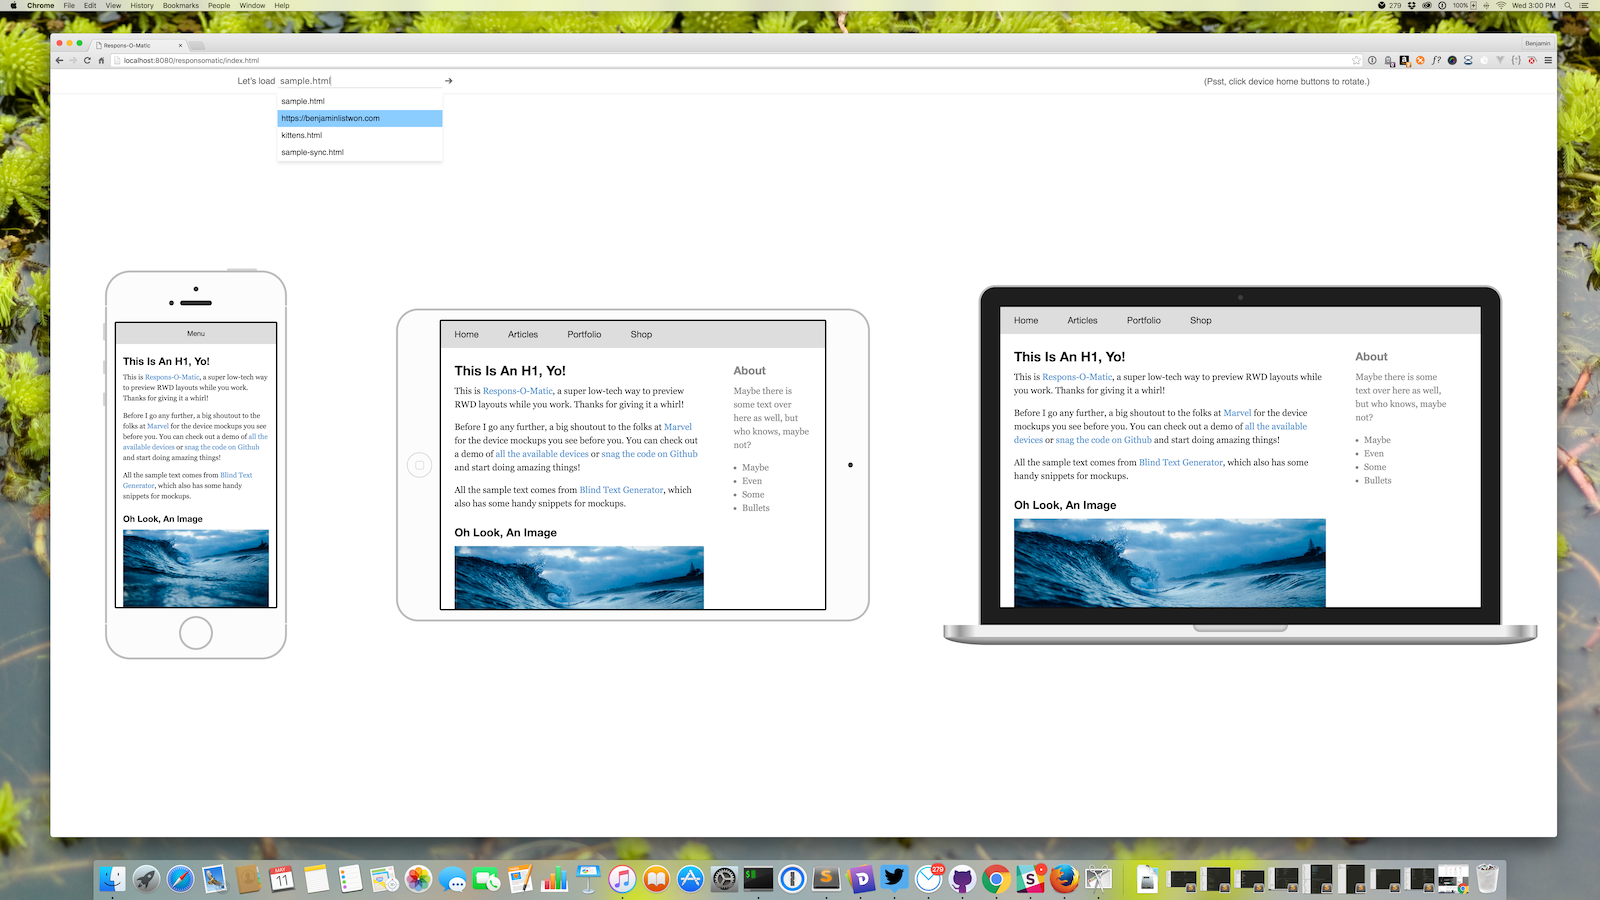 Chrome File Edit View History Bookmarks People Window Help
279 100% Wed 3:00 PM
Respons-O-Matic
Benjamin
localhost:8080/responsomatic/index.html
Let's load sample.html
(Psst, click device home buttons to rotate.)
sample.html
https://benjaminlistwon.com
kittens.html
sample-sync.html
Menu
This Is An H1, Yo!
This is Respons-O-Matic, a super low-tech way
to preview RWD layouts while you work.
Thanks for giving it a whirl!
Before I go any further, a big shoutout to the
folks at Marvel for the device mockups you see
before you. You can check out a demo of all the
available devices or snag the code on Github
and start doing amazing things!
All the sample text comes from Blind Text
Generator, which also has some handy
snippets for mockups.
Oh Look, An Image
Home Articles Portfolio Shop
This Is An H1, Yo!
This is Respons-O-Matic, a super low-tech way to preview
RWD layouts while you work. Thanks for giving it a whirl!
Before I go any further, a big shoutout to the folks at Marvel
for the device mockups you see before you. You can check out
a demo of all the available devices or snag the code on Github
and start doing amazing things!
All the sample text comes from Blind Text Generator, which
also has some handy snippets for mockups.
Oh Look, An Image
About
Maybe there is
some text over
here as well, but
who knows, maybe
not?
Maybe
Even
Some
Bullets
Home Articles Portfolio Shop
This Is An H1, Yo!
This is Respons-O-Matic, a super low-tech way to preview RWD layouts while
you work. Thanks for giving it a whirl!
Before I go any further, a big shoutout to the folks at Marvel for the device
mockups you see before you. You can check out a demo of all the available
devices or snag the code on Github and start doing amazing things!
All the sample text comes from Blind Text Generator, which also has some
handy snippets for mockups.
Oh Look, An Image
About
Maybe there is some
text over here as well,
but who knows, maybe
not?
Maybe
Even
Some
Bullets
MAY
11
279